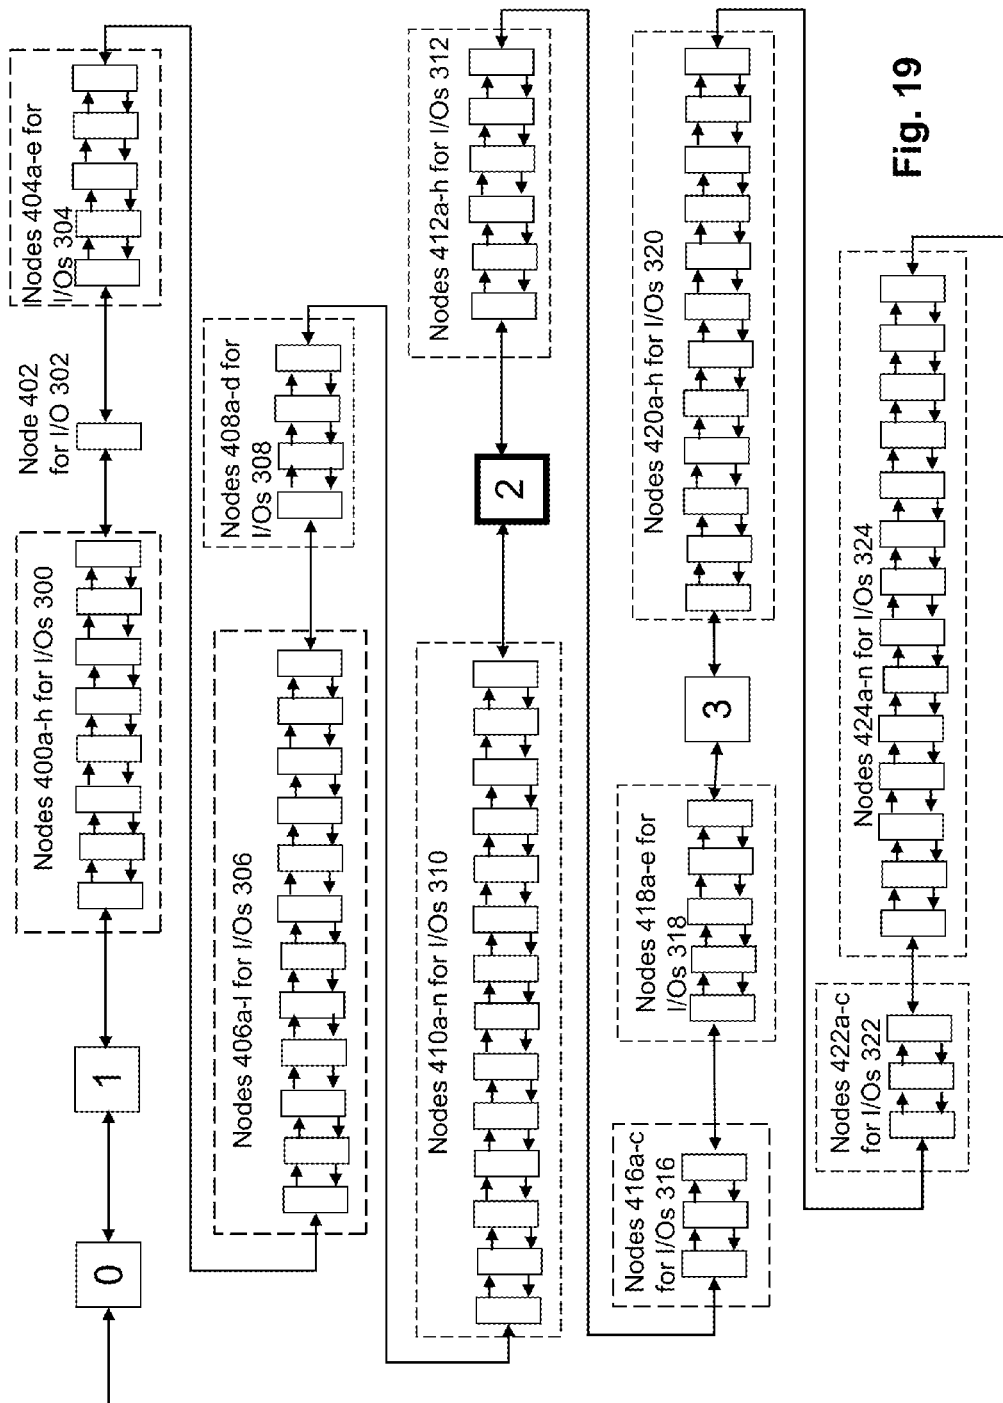 0
1
Nodes 400a-h for I/Os 300
Node 402
for I/O 302
Nodes 404a-e for
I/Os 304
Nodes 406a-l for I/Os 306
Nodes 408a-d for
I/Os 308
Nodes 410a-n for I/Os 310
2
Nodes 412a-h for I/Os 312
Nodes 416a-c
for I/Os 316
Nodes 418a-e for
I/Os 318
3
Nodes 420a-h for I/Os 320
Nodes 422a-c
for I/Os 322
Nodes 424a-n for I/Os 324
Fig. 19